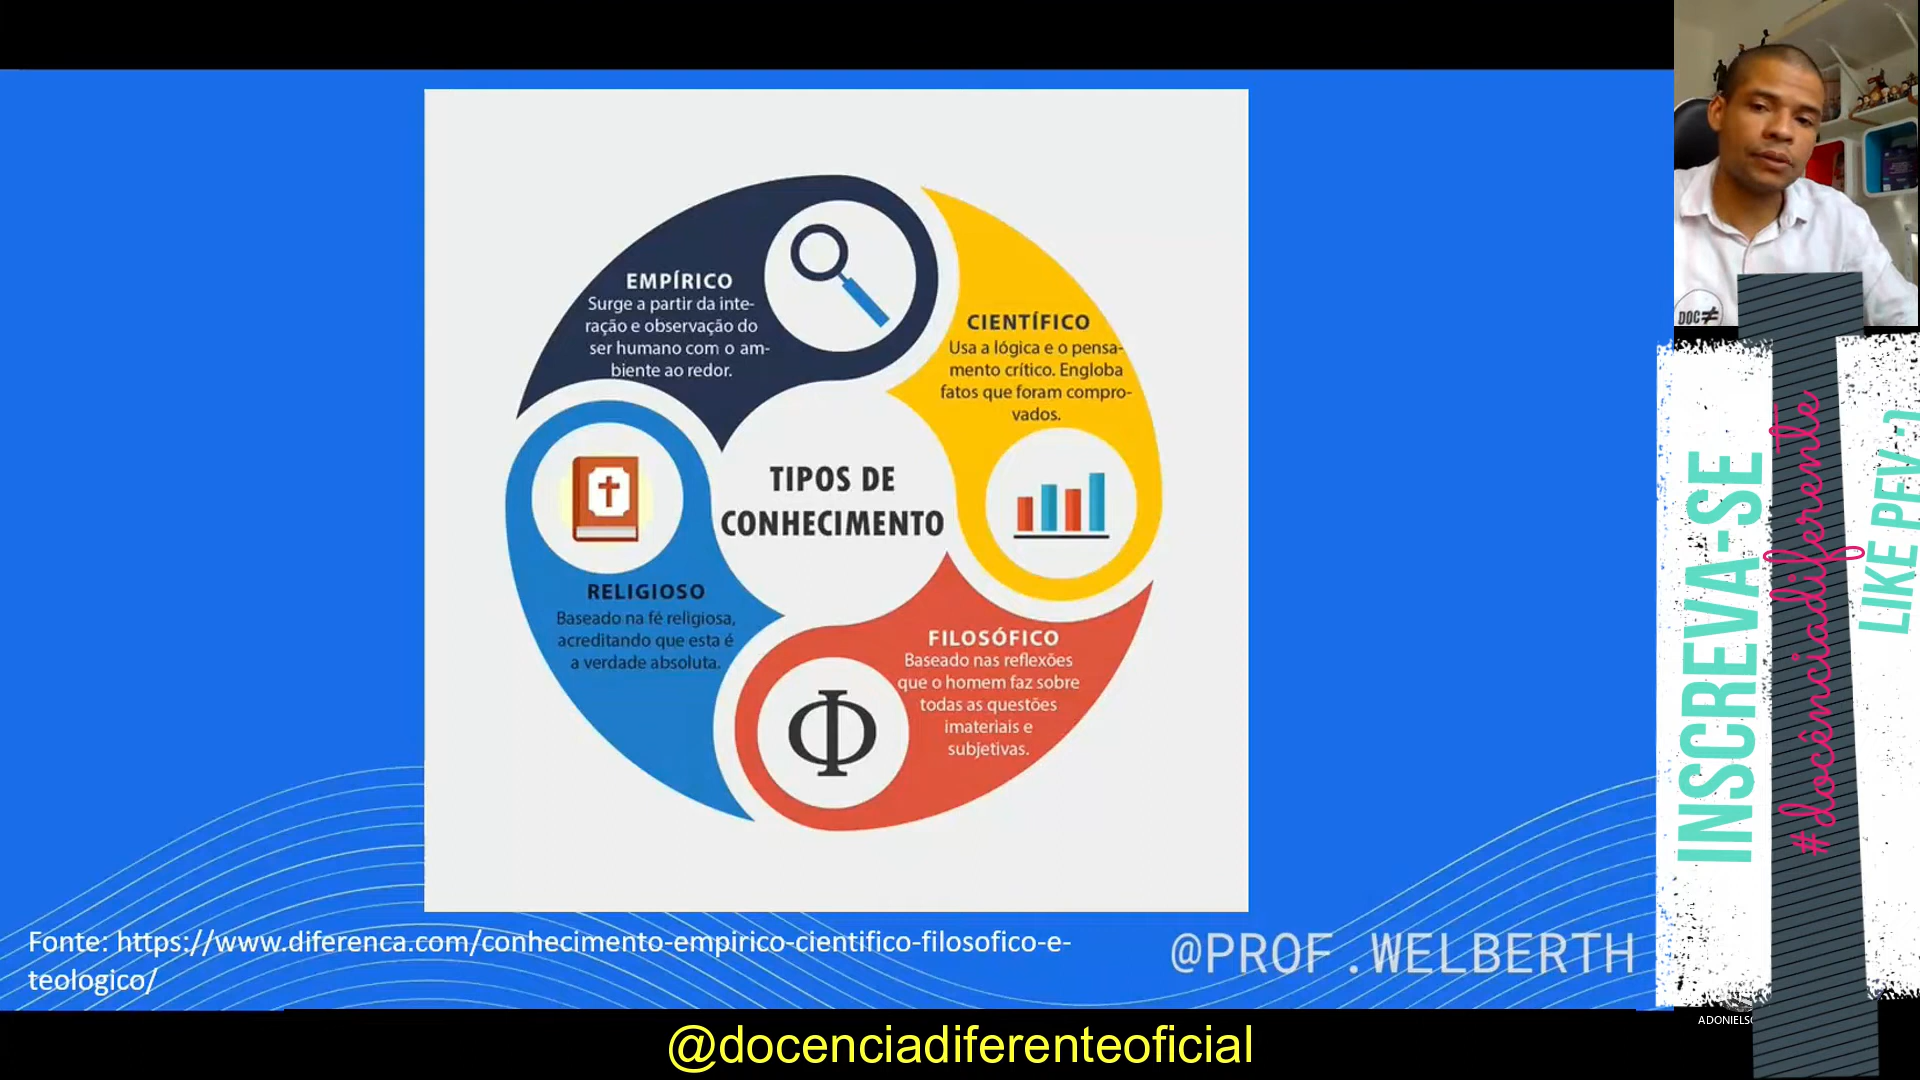 EMPÍRICO
Surge a partir da inte-
ração e observação do
ser humano com o am-
biente ao redor.
CIENTÍFICO
Usa a lógica e o pensa-
mento crítico. Engloba
fatos que foram compro-
vados.
TIPOS DE
CONHECIMENTO
RELIGIOSO
Baseado na fé religiosa,
acreditando que esta é
a verdade absoluta.
FILOSÓFICO
Baseado nas reflexões
que o homem faz sobre
todas as questões
imateriais e
subjetivas.
Φ
Fonte: https://www.diferenca.com/conhecimento-empirico-cientifico-filosofico-e-
teologico/
@PROF.WELBERTH
DOC≠
INSCREVA-SE
#docênciadiferente
LIKE PFV :)
@docenciadiferenteoficial